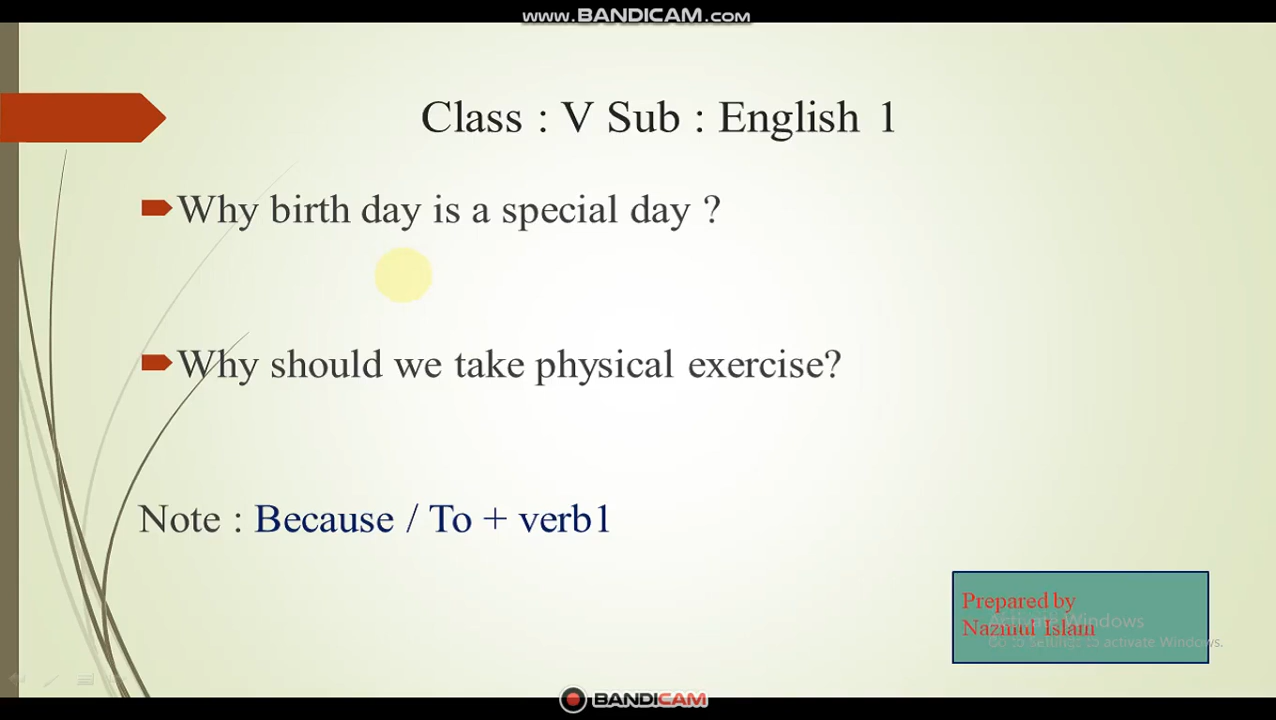 www.BANDICAM.com
Class : V Sub : English 1
Why birth day is a special day ?
Why should we take physical exercise?
Note : Because / To + verb1
Prepared by
Activate Windows
Nazmul Islam
Go to Settings to activate Windows.
BANDICAM